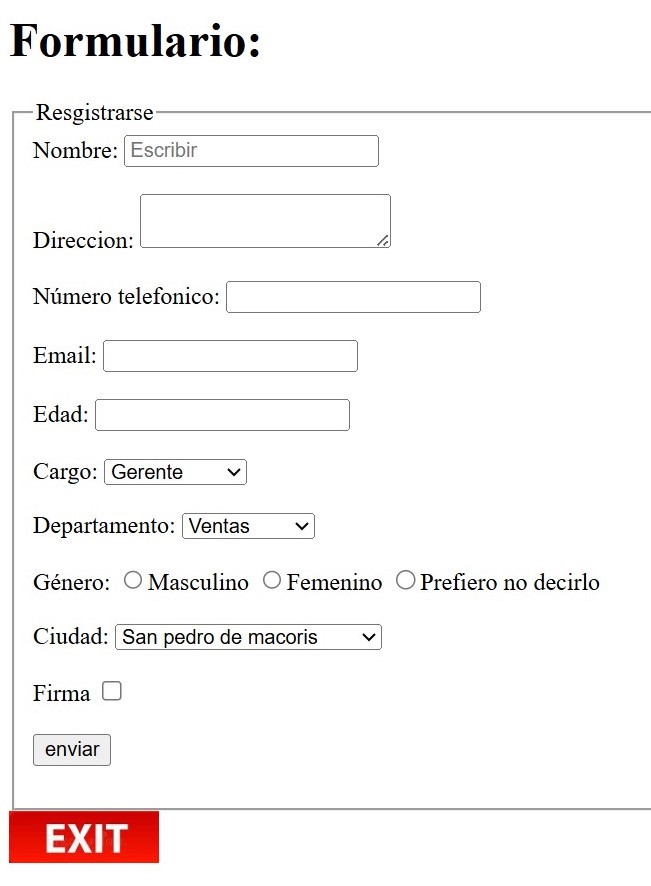 Formulario:
Resgistrarse
Nombre: Escribir
Direccion:
Número telefonico:
Email:
Edad:
Cargo: Gerente
Departamento: Ventas
Género: Masculino Femenino Prefiero no decirlo
Ciudad: San pedro de macoris
Firma
enviar
EXIT